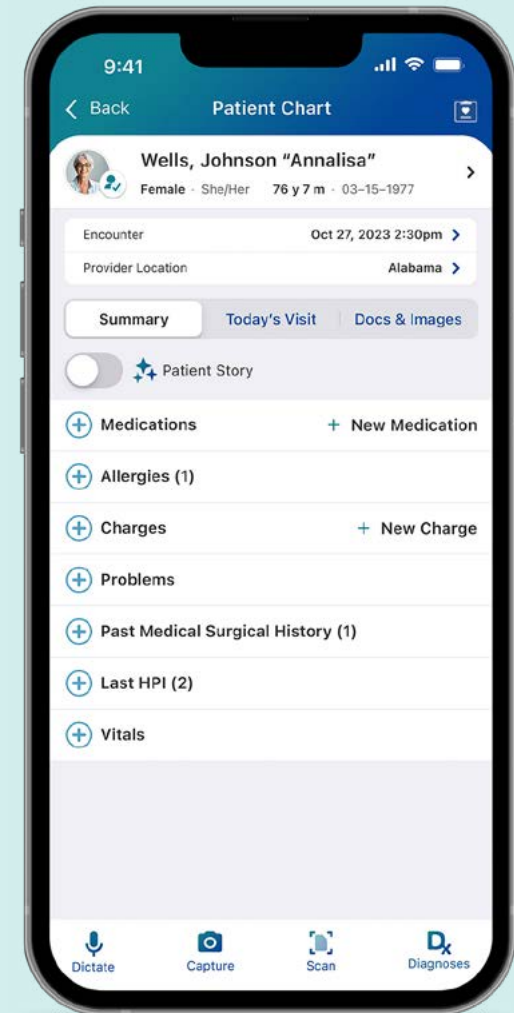 9:41
Back Patient Chart
Wells, Johnson “Annalisa”
Female · She/Her 76 y 7 m · 03–15–1977
Encounter Oct 27, 2023 2:30pm
Provider Location Alabama
Summary Today's Visit Docs & Images
Patient Story
Medications + New Medication
Allergies (1)
Charges + New Charge
Problems
Past Medical Surgical History (1)
Last HPI (2)
Vitals
Dx
Dictate Capture Scan Diagnoses